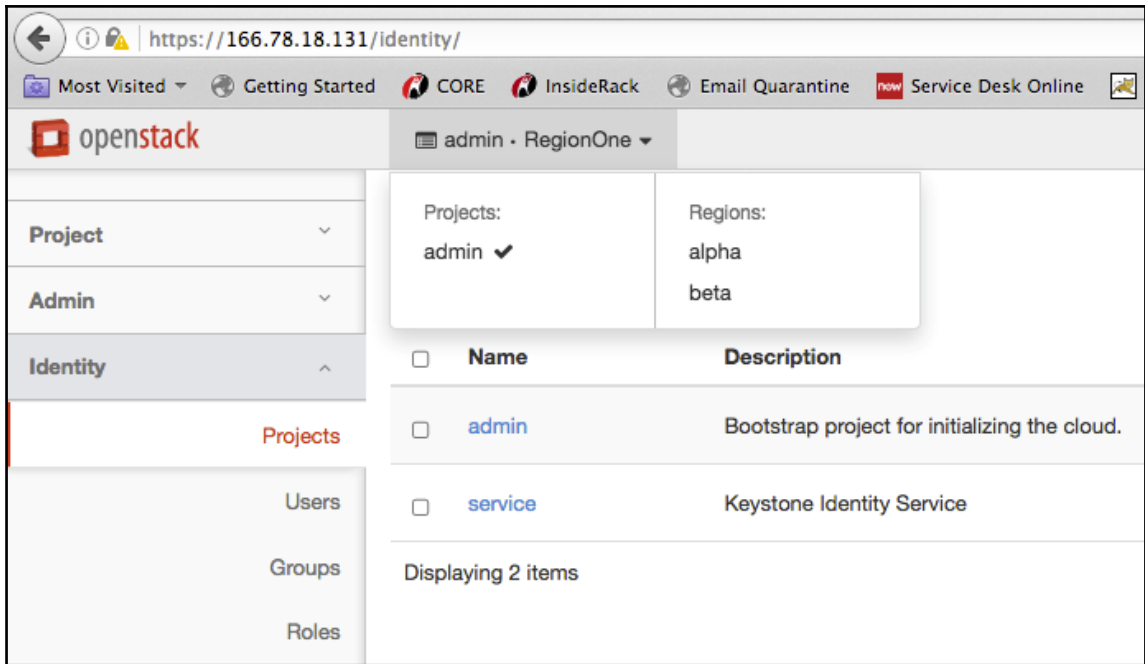 https://166.78.18.131/identity/
Most Visited Getting Started CORE InsideRack Email Quarantine now Service Desk Online
openstack admin • RegionOne
Projects: Regions:
admin alpha
beta
Project
Admin
Identity
Projects
Users
Groups
Roles
Name Description
admin Bootstrap project for initializing the cloud.
service Keystone Identity Service
Displaying 2 items